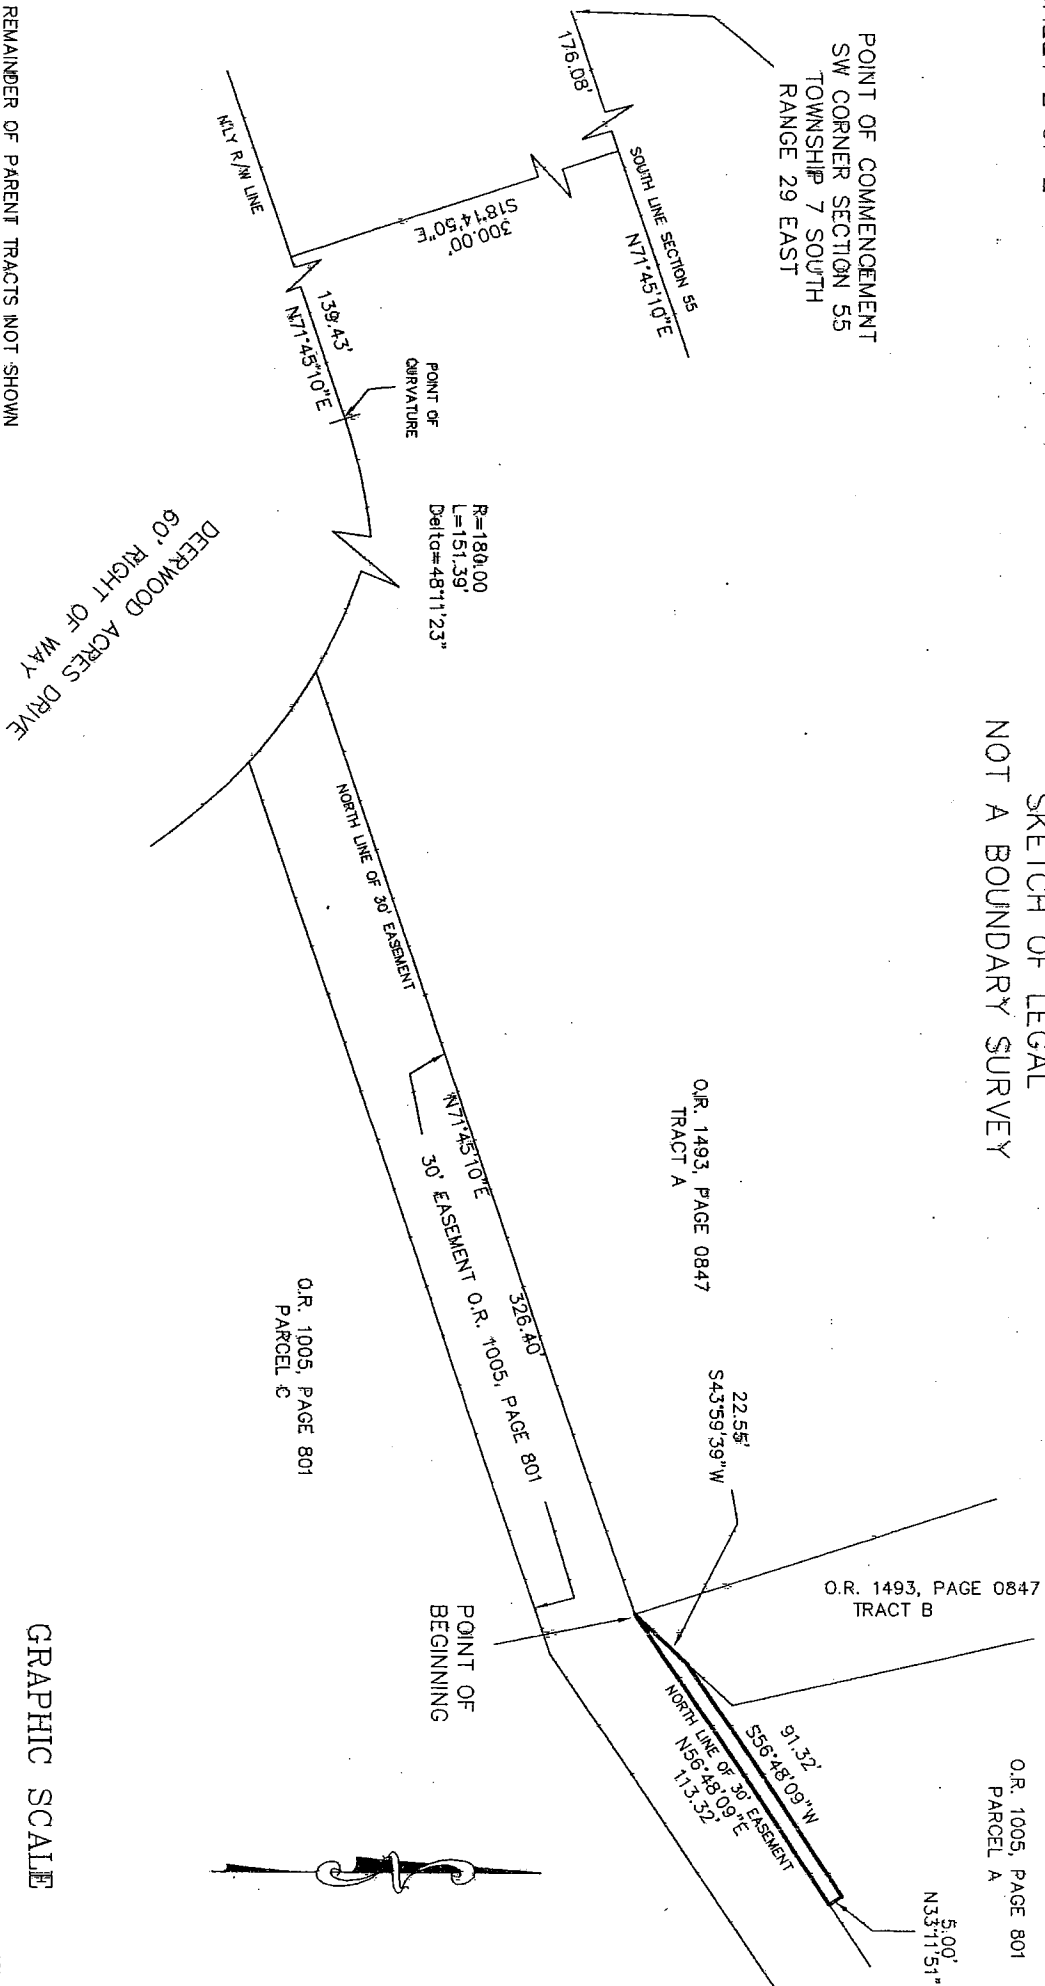 SKETCH OF LEGAL
NOT A BOUNDARY SURVEY
POINT OF COMMENCEMENT
SW CORNER SECTION 55
TOWNSHIP 7 SOUTH
RANGE 29 EAST
176.08'
SOUTH LINE SECTION 55
N71°45'10"E
300.00'
S18°14'50"E
N'LY R/W LINE
139.43'
N71°45'10"E
POINT OF
CURVATURE
R=180.00
L=151.39'
Delta=48°11'23"
DEERWOOD ACRES DRIVE
60' RIGHT OF WAY
NORTH LINE OF 30' EASEMENT
N71°45'10"E
326.40'
30' EASEMENT O.R. 1005, PAGE 801
O.R. 1493, PAGE 0847
TRACT A
O.R. 1005, PAGE 801
PARCEL C
22.55'
S43°59'39"W
O.R. 1493, PAGE 0847
TRACT B
POINT OF
BEGINNING
91.32'
S56°48'09"W
NORTH LINE OF 30' EASEMENT
N56°48'09"E
113.32'
O.R. 1005, PAGE 801
PARCEL A
5.00'
N33°11'51"
REMAINDER OF PARENT TRACTS NOT SHOWN
GRAPHIC SCALE